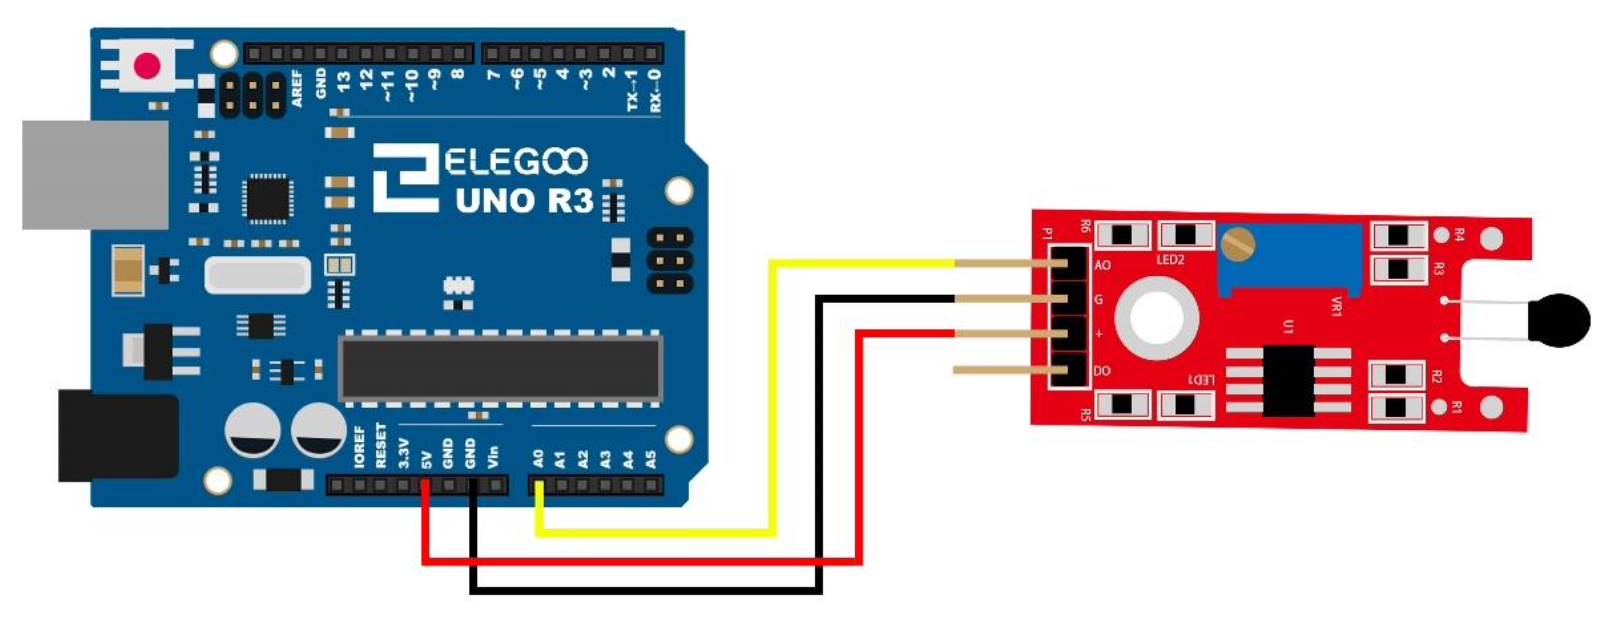 AREF
GND
13
12
~11
~10
~9
8
7
~6
~5
4
~3
2
TX→1
RX←0
ELEGOO
UNO R3
IOREF
RESET
3.3V
5V
GND
GND
Vin
A0
A1
A2
A3
A4
A5
P1
R6
LED2
AO
G
+
DO
R5
LED1
U1
VR1
R4
R3
R2
R1